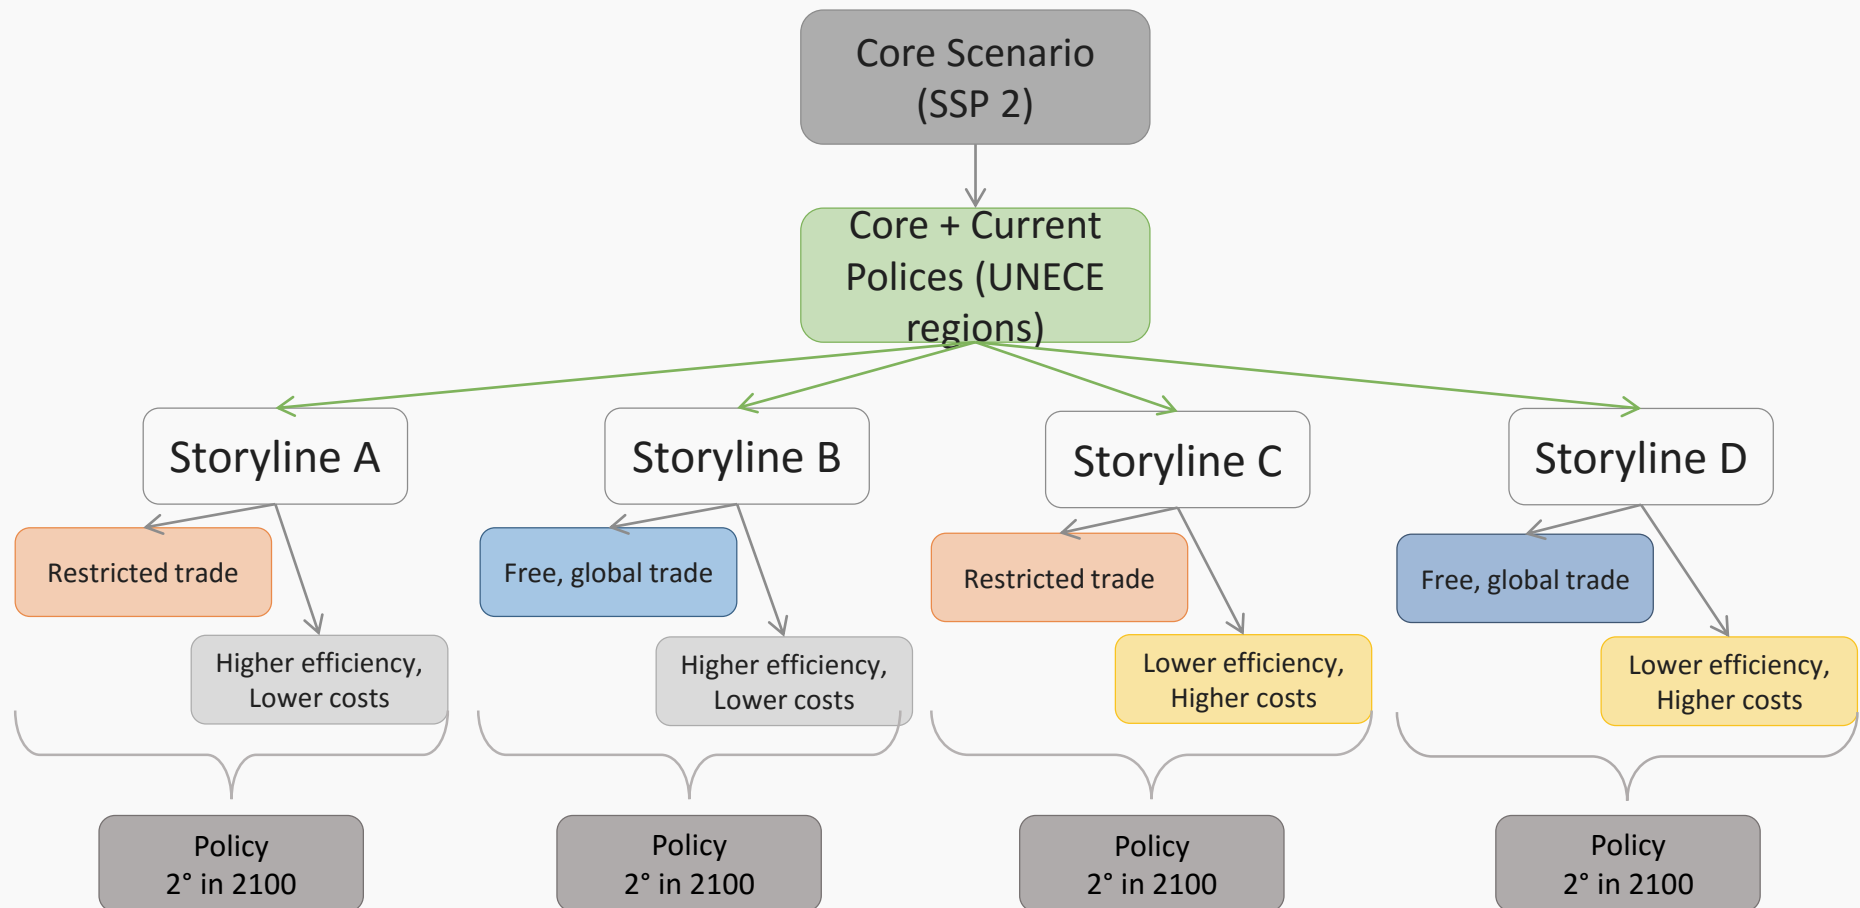 Core Scenario
(SSP 2)
Core + Current
Polices (UNECE
regions)
Storyline A
Storyline B
Storyline C
Storyline D
Restricted trade
Free, global trade
Restricted trade
Free, global trade
Higher efficiency,
Lower costs
Higher efficiency,
Lower costs
Lower efficiency,
Higher costs
Lower efficiency,
Higher costs
Policy
2° in 2100
Policy
2° in 2100
Policy
2° in 2100
Policy
2° in 2100